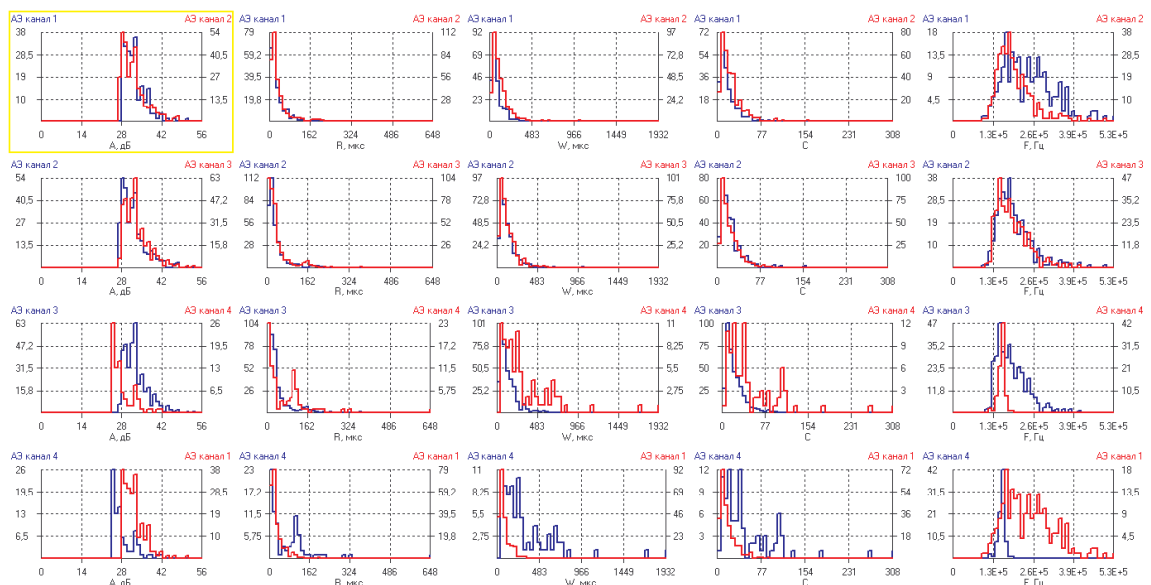 АЭ канал 1 АЭ канал 2 АЭ канал 1 АЭ канал 2 АЭ канал 1 АЭ канал 2 АЭ канал 1 АЭ канал 2 АЭ канал 1 АЭ канал 2
38 54 79 112 92 97 72 80 18 38
28,5 40,5 59,2 84 69 72,8 54 60 13,5 28,5
19 27 39,5 56 46 48,5 36 40 9 19
10 13,5 19,8 28 23 24,2 18 20 4,5 10
0 14 28 42 56 0 162 324 486 648 0 483 966 1449 1932 0 77 154 231 308 0 1.3E+5 2.6E+5 3.9E+5 5.3E+5
А, дБ R, мкс W, мкс С F, Гц
АЭ канал 2 АЭ канал 3 АЭ канал 2 АЭ канал 3 АЭ канал 2 АЭ канал 3 АЭ канал 2 АЭ канал 3 АЭ канал 2 АЭ канал 3
54 63 112 104 97 101 80 100 38 47
40,5 47,2 84 78 72,8 75,8 60 75 28,5 35,2
27 31,5 56 52 48,5 50,5 40 50 19 23,5
13,5 15,8 28 26 24,2 25,2 20 25 10 11,8
0 14 28 42 56 0 162 324 486 648 0 483 966 1449 1932 0 77 154 231 308 0 1.3E+5 2.6E+5 3.9E+5 5.3E+5
А, дБ R, мкс W, мкс С F, Гц
АЭ канал 3 АЭ канал 4 АЭ канал 3 АЭ канал 4 АЭ канал 3 АЭ канал 4 АЭ канал 3 АЭ канал 4 АЭ канал 3 АЭ канал 4
63 26 104 23 101 11 100 12 47 42
47,2 19,5 78 17,2 75,8 8,25 75 9 35,2 31,5
31,5 13 52 11,5 50,5 5,5 50 6 23,5 21
15,8 6,5 26 5,75 25,2 2,75 25 3 11,8 10,5
0 14 28 42 56 0 162 324 486 648 0 483 966 1449 1932 0 77 154 231 308 0 1.3E+5 2.6E+5 3.9E+5 5.3E+5
А, дБ R, мкс W, мкс С F, Гц
АЭ канал 4 АЭ канал 1 АЭ канал 4 АЭ канал 1 АЭ канал 4 АЭ канал 1 АЭ канал 4 АЭ канал 1 АЭ канал 4 АЭ канал 1
26 38 23 79 11 92 12 72 42 18
19,5 28,5 17,2 59,2 8,25 69 9 54 31,5 13,5
13 19 11,5 39,5 5,5 46 6 36 21 9
6,5 10 5,75 19,8 2,75 23 3 18 10,5 4,5
0 14 28 42 56 0 162 324 486 648 0 483 966 1449 1932 0 77 154 231 308 0 1.3E+5 2.6E+5 3.9E+5 5.3E+5
А, дБ R, мкс W, мкс С F, Гц